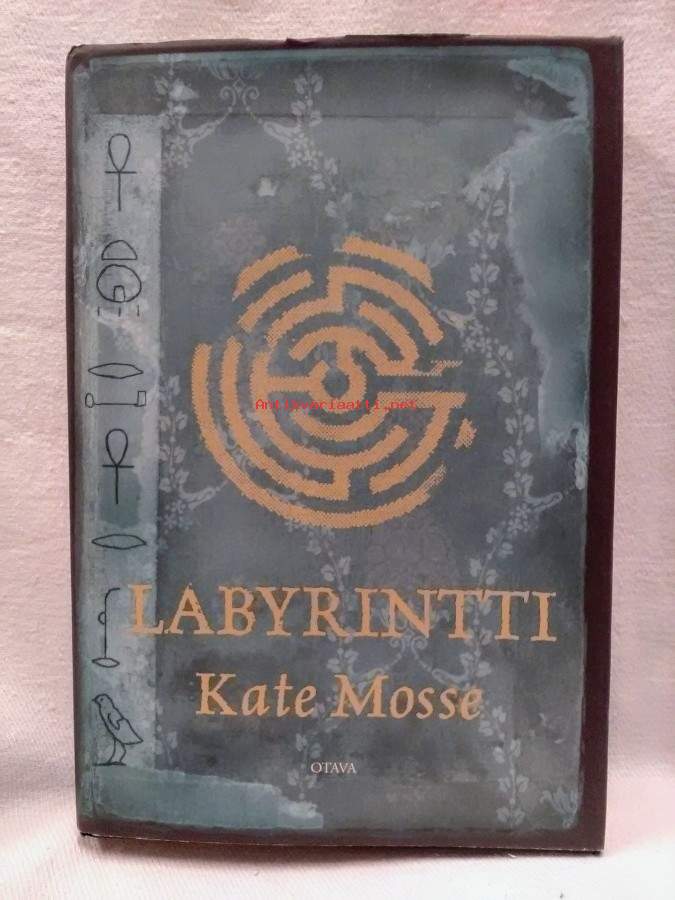 Antikvariaatti.net
LABYRINTTI
Kate Mosse
OTAVA